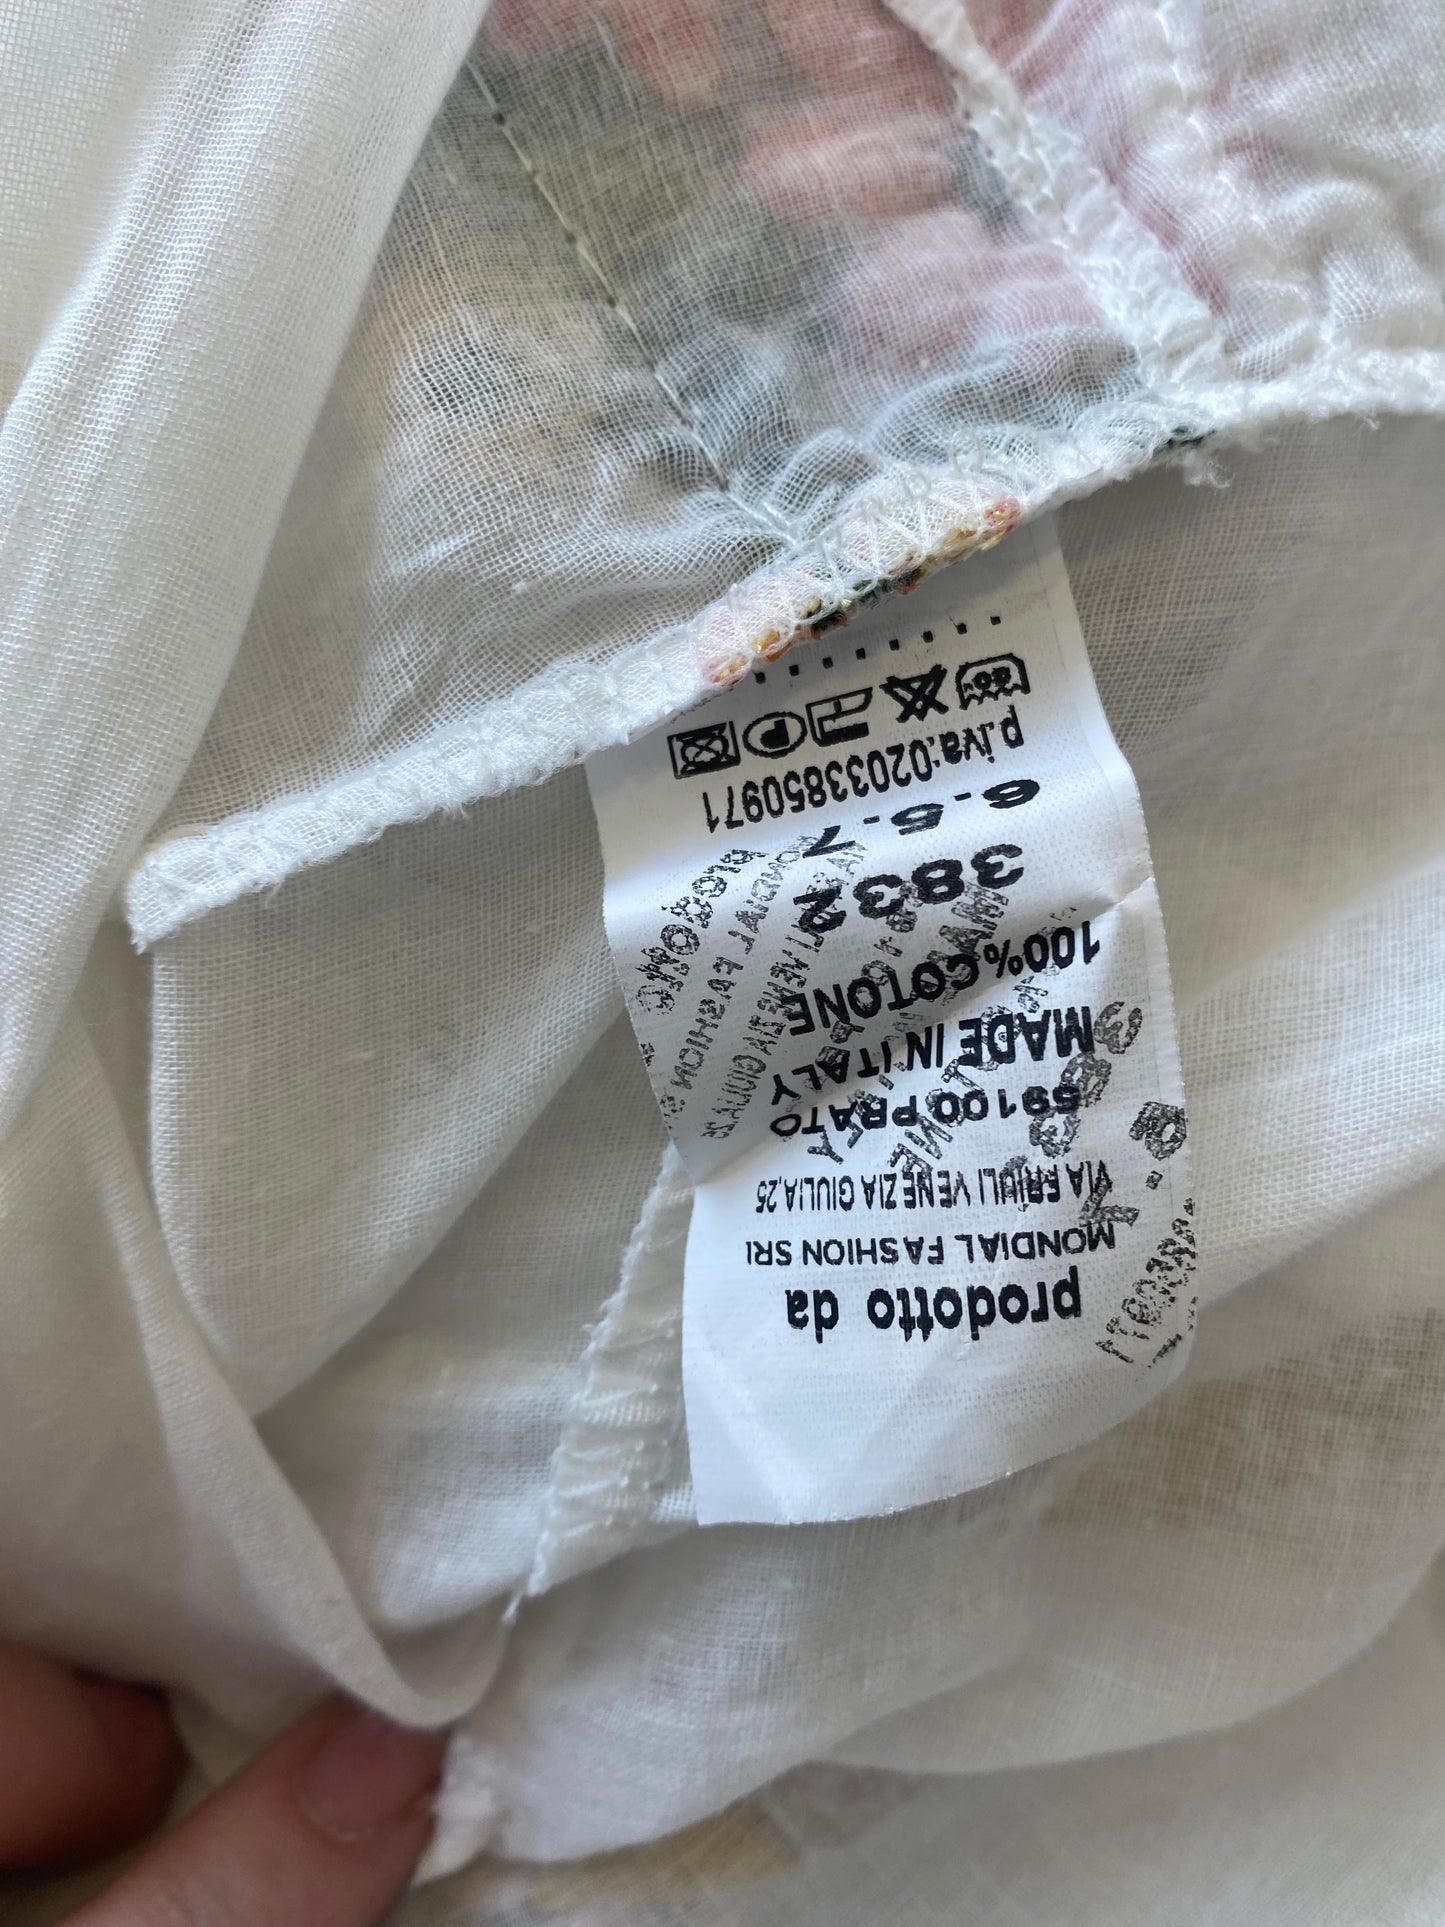 prodotto da
MONDIAL FASHION SRL
VIA FRIULI VENEZIA GIULIA,25
59100 PRATO
MADE IN ITALY
100% COTONE
3832
6.5.7
p.iva:02033850971